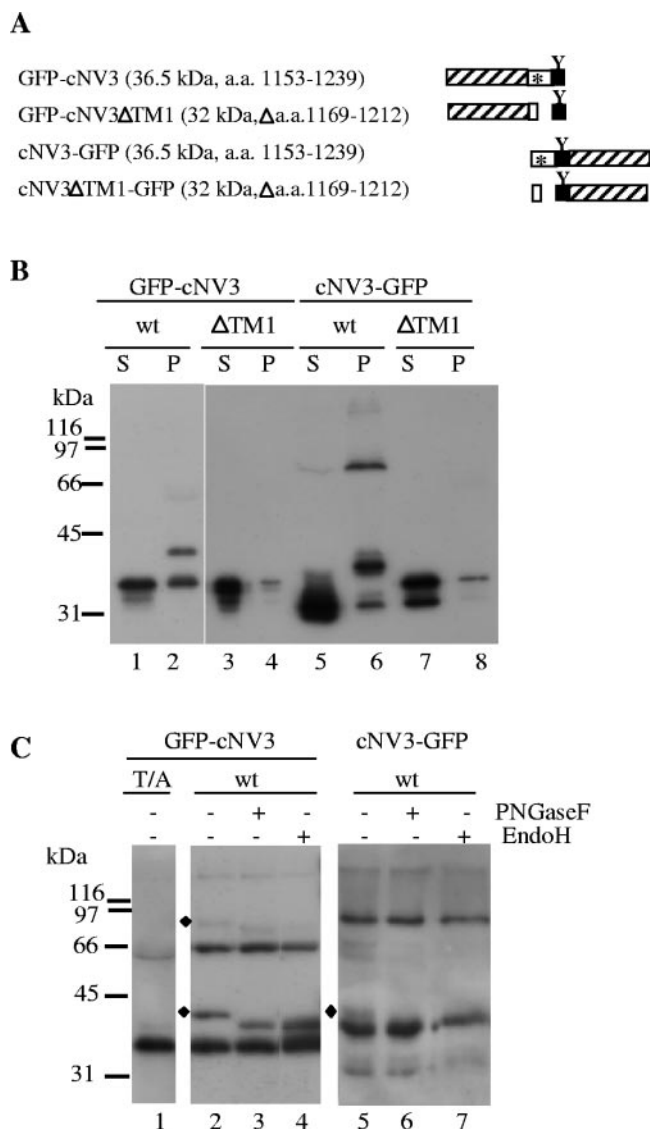 A
Y
GFP-cNV3 (36.5 kDa, a.a. 1153-1239) *
GFP-cNV3ΔTM1 (32 kDa,Δa.a.1169-1212)
Y
cNV3-GFP (36.5 kDa, a.a. 1153-1239) *
Y
cNV3ΔTM1-GFP (32 kDa,Δa.a.1169-1212)
B
GFP-cNV3 cNV3-GFP
wt ΔTM1 wt ΔTM1
S P S P S P S P
kDa
116
97
66
45
31
1 2 3 4 5 6 7 8
C
GFP-cNV3 cNV3-GFP
T/A wt wt
- - + - + PNGaseF
- - + - + EndoH
kDa
116
97
66
45
31
1 2 3 4 5 6 7